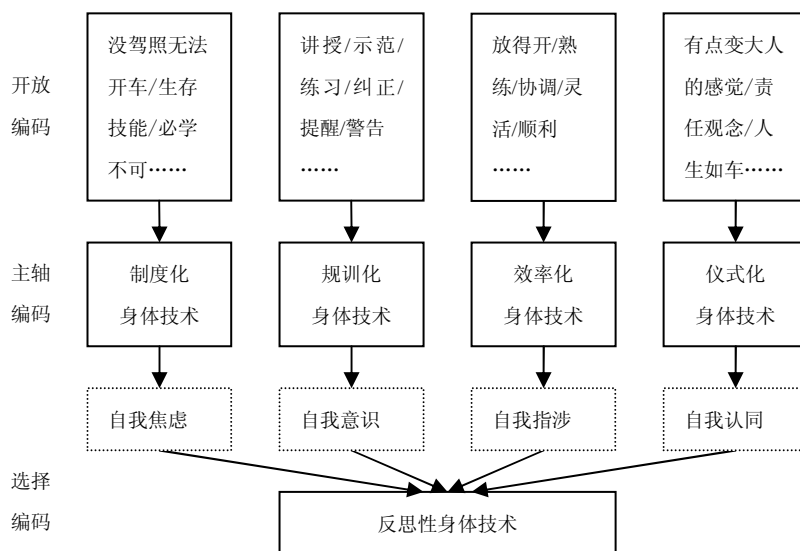 开放
编码
没驾照无法
开车/生存
技能/必学
不可……
讲授/示范/
练习/纠正/
提醒/警告
……
放得开/熟
练/协调/灵
活/顺利
……
有点变大人
的感觉/责
任观念/人
生如车……
主轴
编码
制度化
身体技术
规训化
身体技术
效率化
身体技术
仪式化
身体技术
自我焦虑
自我意识
自我指涉
自我认同
选择
编码
反思性身体技术